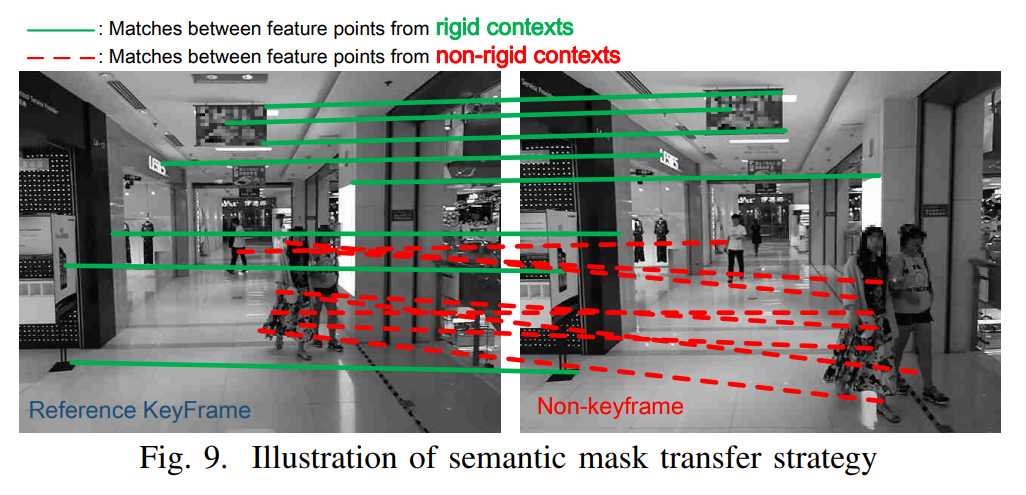 : Matches between feature points from rigid contexts
: Matches between feature points from non-rigid contexts
Reference KeyFrame
Non-keyframe
Fig. 9. Illustration of semantic mask transfer strategy